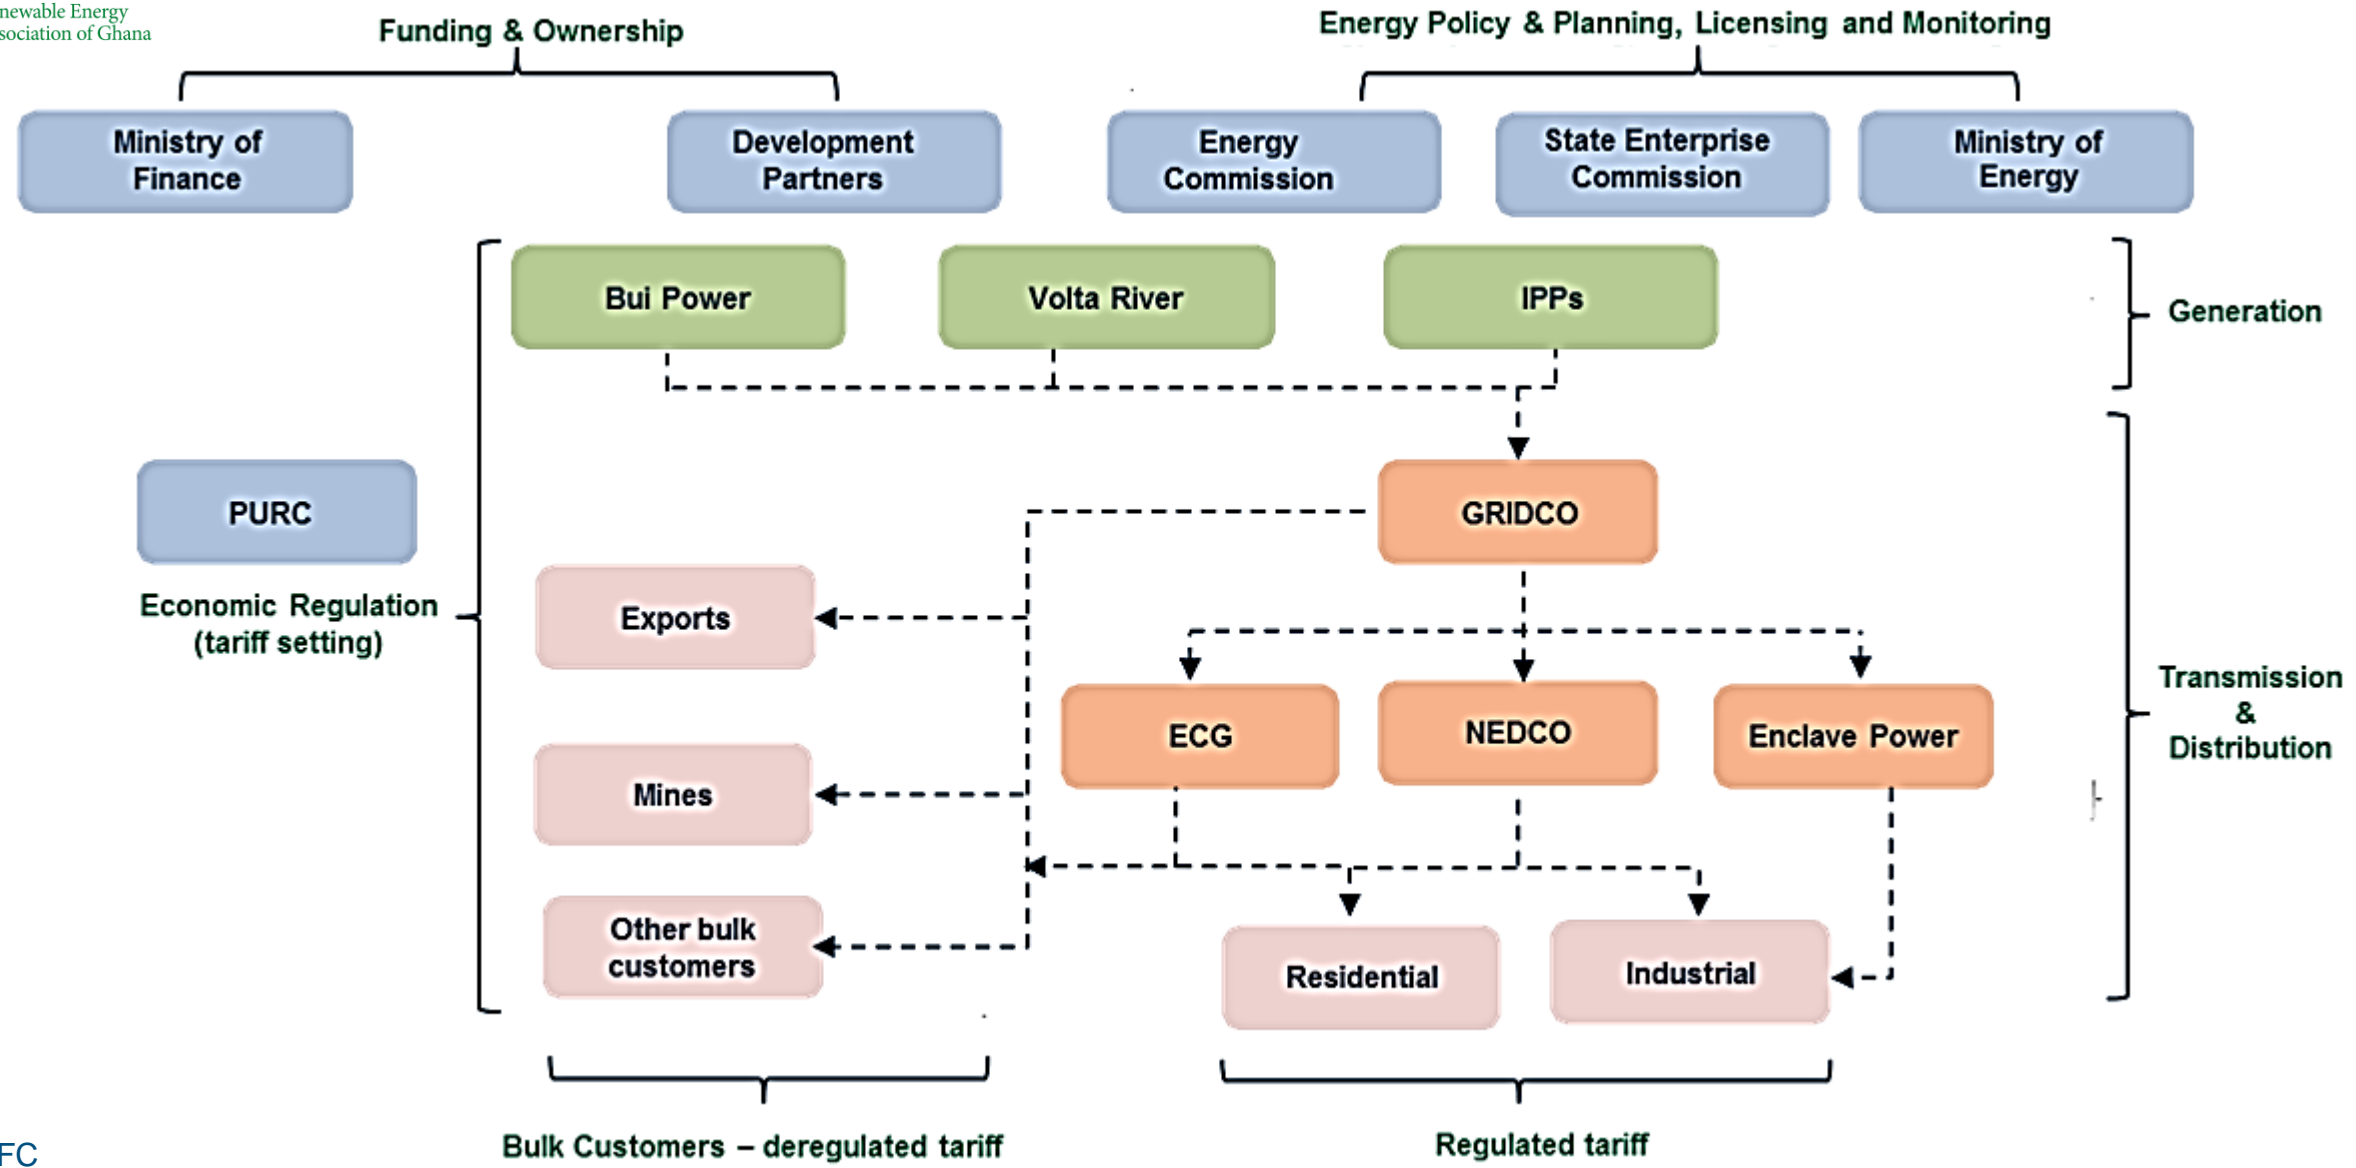 newable Energy
sociation of Ghana
Funding & Ownership
Energy Policy & Planning, Licensing and Monitoring
Ministry of
Finance
Development
Partners
Energy
Commission
State Enterprise
Commission
Ministry of
Energy
Bui Power
Volta River
IPPs
Generation
PURC
GRIDCO
Economic Regulation
(tariff setting)
Exports
Transmission
&
Distribution
ECG
NEDCO
Enclave Power
Mines
Other bulk
customers
Residential
Industrial
Bulk Customers – deregulated tariff
Regulated tariff
FC